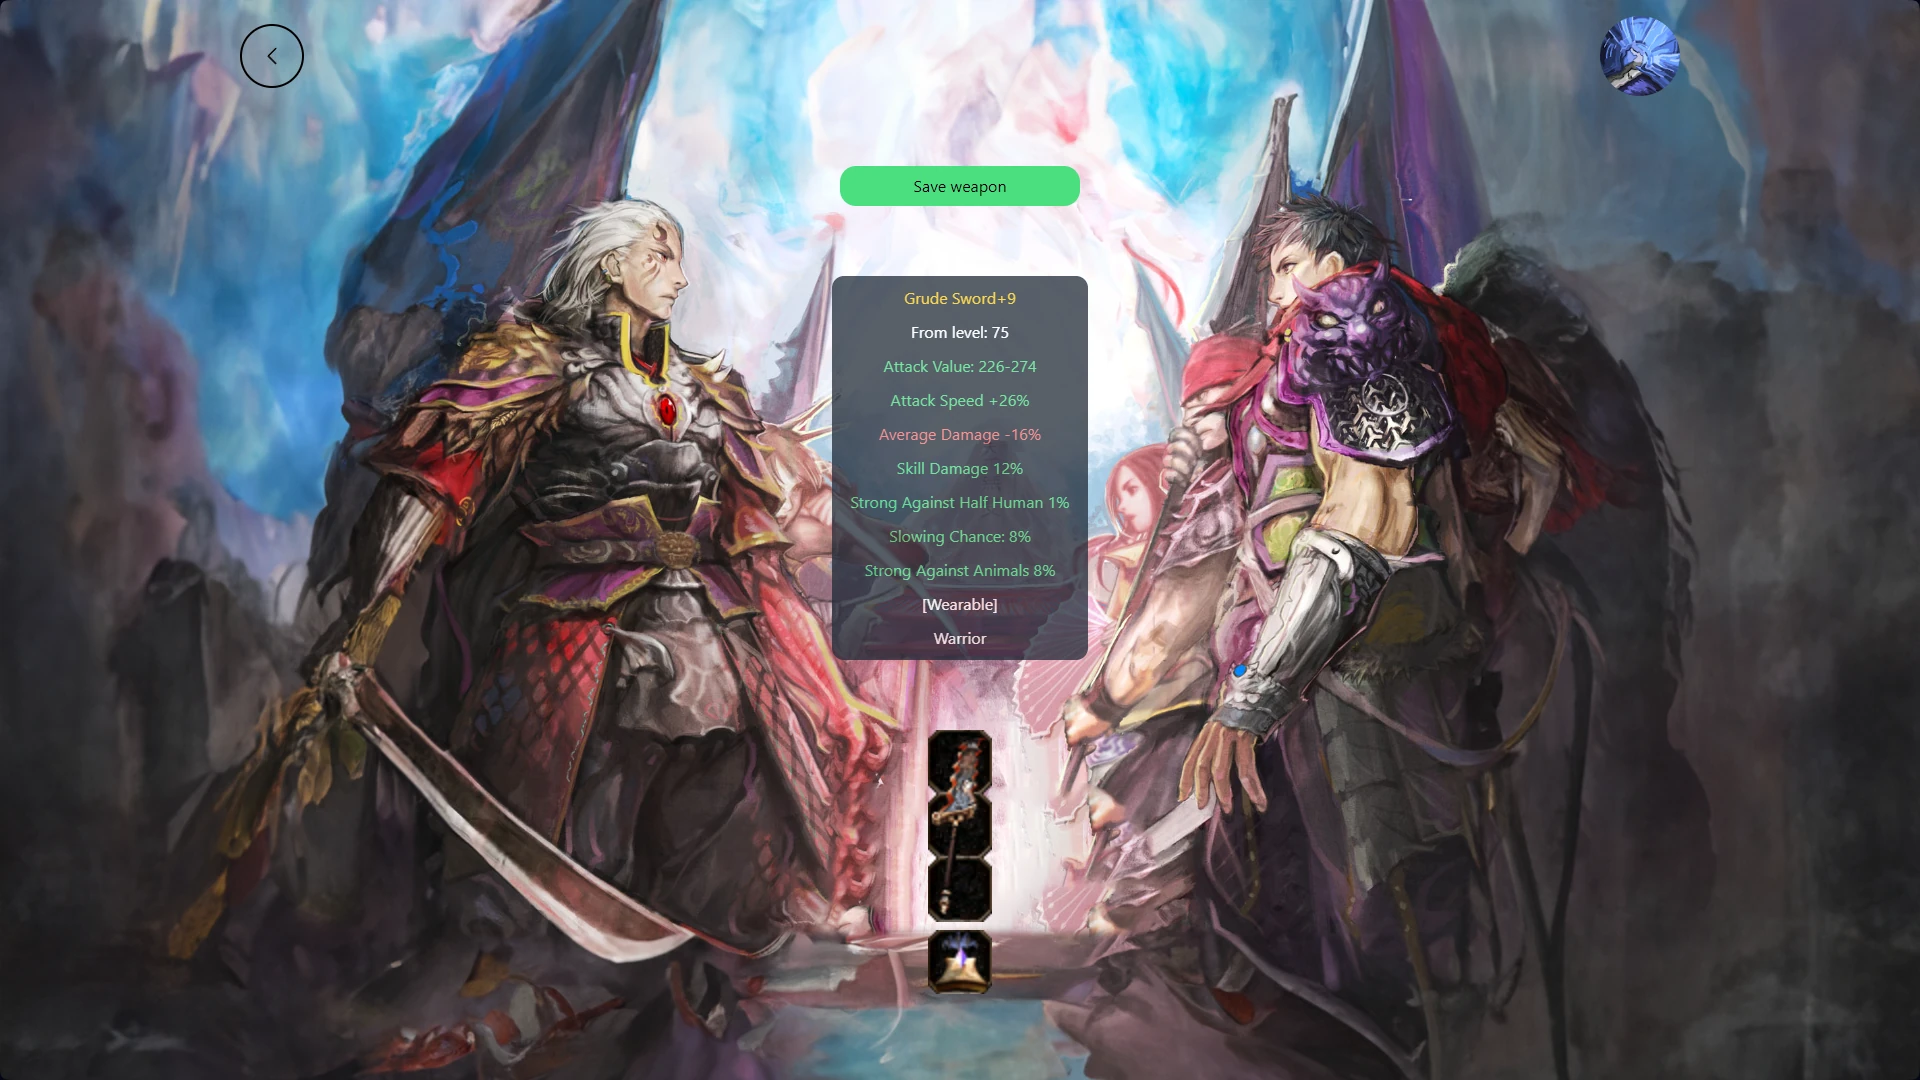 Save weapon
Grude Sword+9
From level: 75
Attack Value: 226-274
Attack Speed +26%
Average Damage -16%
Skill Damage 12%
Strong Against Half Human 1%
Slowing Chance: 8%
Strong Against Animals 8%
[Wearable]
Warrior